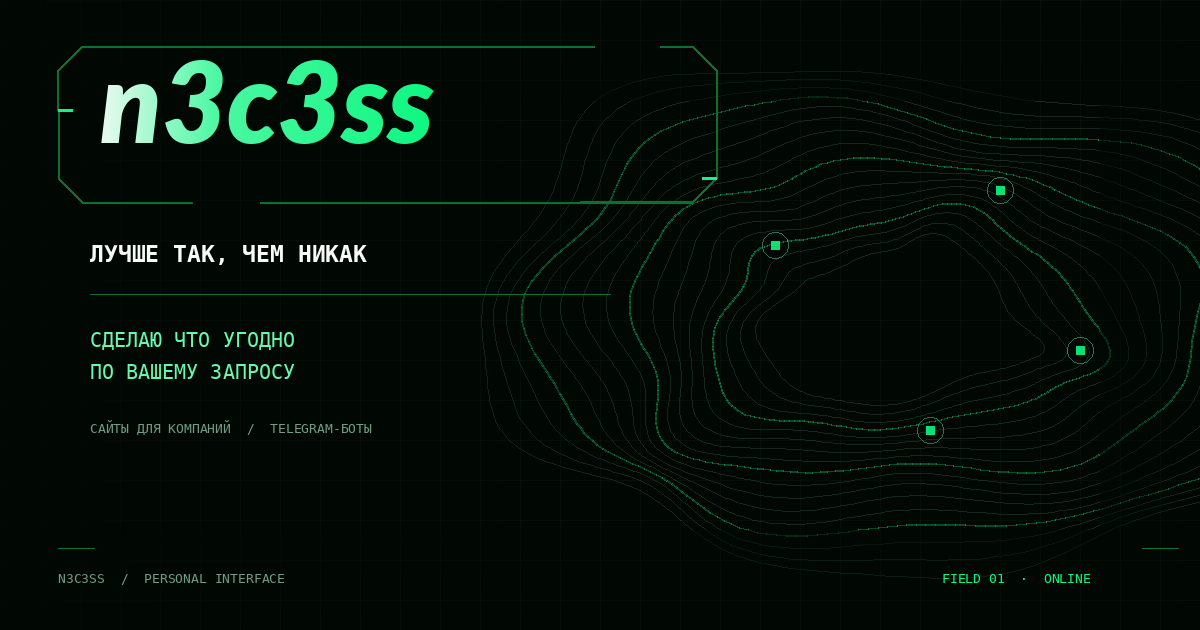 n3c3ss
ЛУЧШЕ ТАК, ЧЕМ НИКАК
СДЕЛАЮ ЧТО УГОДНО
ПО ВАШЕМУ ЗАПРОСУ
САЙТЫ ДЛЯ КОМПАНИЙ / TELEGRAM-БОТЫ
N3C3SS / PERSONAL INTERFACE
FIELD 01 · ONLINE